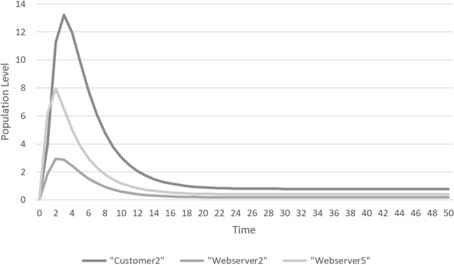 14
12
10
8
6
4
2
0
Population Level
0 2 4 6 8 10 12 14 16 18 20 22 24 26 28 30 32 34 36 38 40 42 44 46 48 50
Time
"Customer2" "Webserver2" "Webserver5"